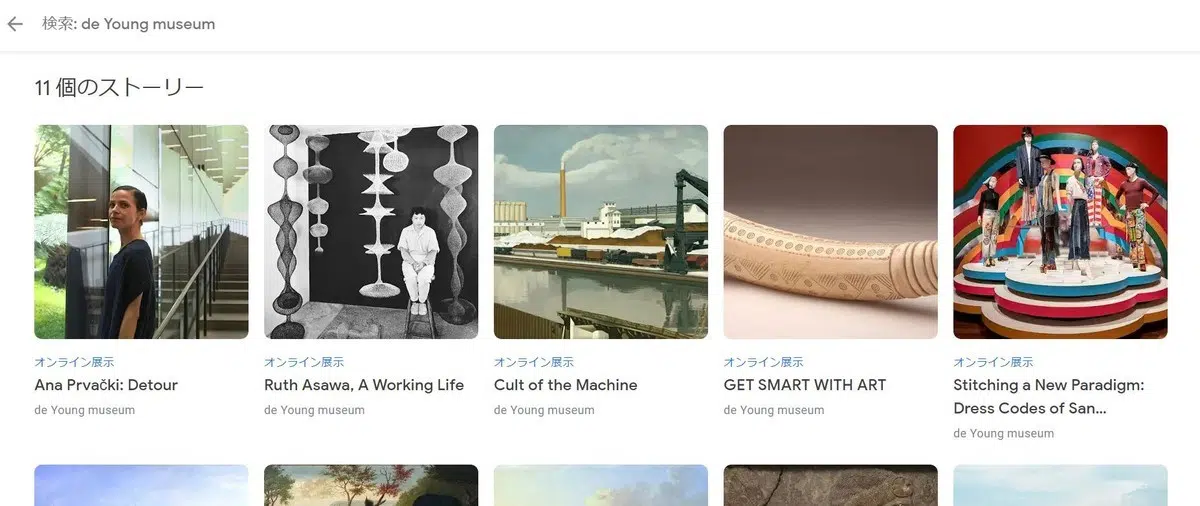 検索: de Young museum
11 個のストーリー
オンライン展示
Ana Prvački: Detour
de Young museum
オンライン展示
Ruth Asawa, A Working Life
de Young museum
オンライン展示
Cult of the Machine
de Young museum
オンライン展示
GET SMART WITH ART
de Young museum
オンライン展示
Stitching a New Paradigm:
Dress Codes of San...
de Young museum